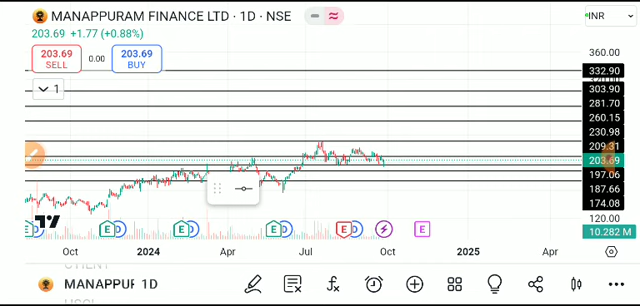 MANAPPURAM FINANCE LTD · 1D · NSE
INR
203.69 +1.77 (+0.88%)
203.69
SELL
0.00
203.69
BUY
360.00
332.90
1
303.90
281.70
260.15
230.98
209.31
203.69
197.06
187.66
174.08
120.00
10.282 M
E D E D E D E D E D E
Oct 2024 Apr Jul Oct 2025 Apr
MANAPPUR 1D